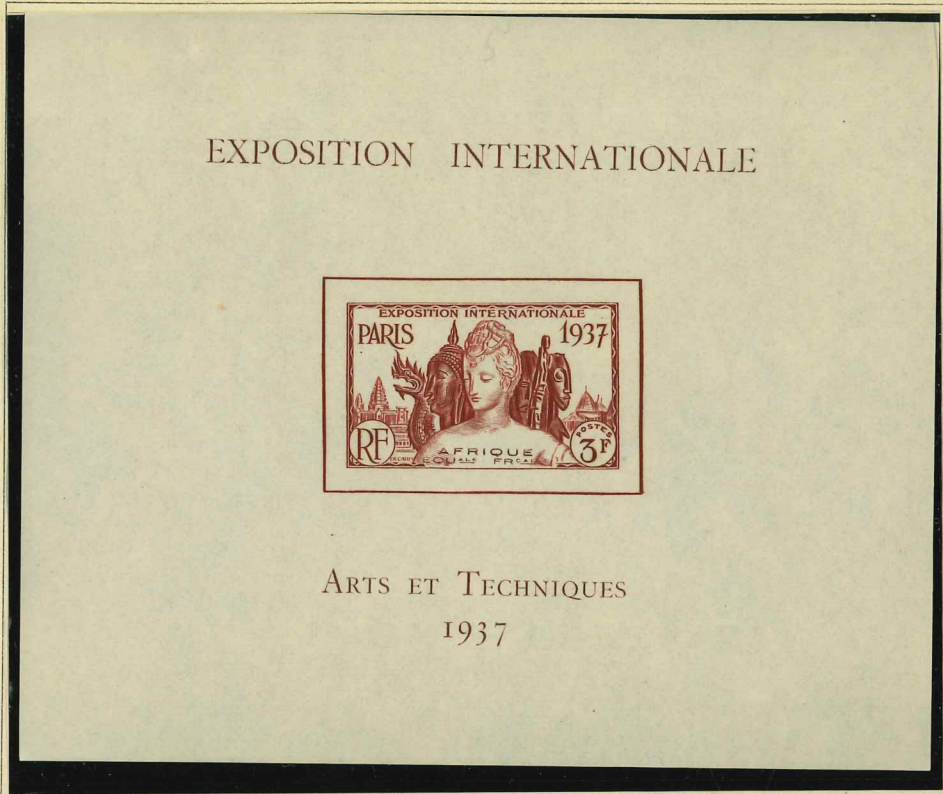 EXPOSITION INTERNATIONALE
EXPOSITION INTERNATIONALE
PARIS 1937
RF
AFRIQUE
POSTES
3F
ARTS ET TECHNIQUES
1937